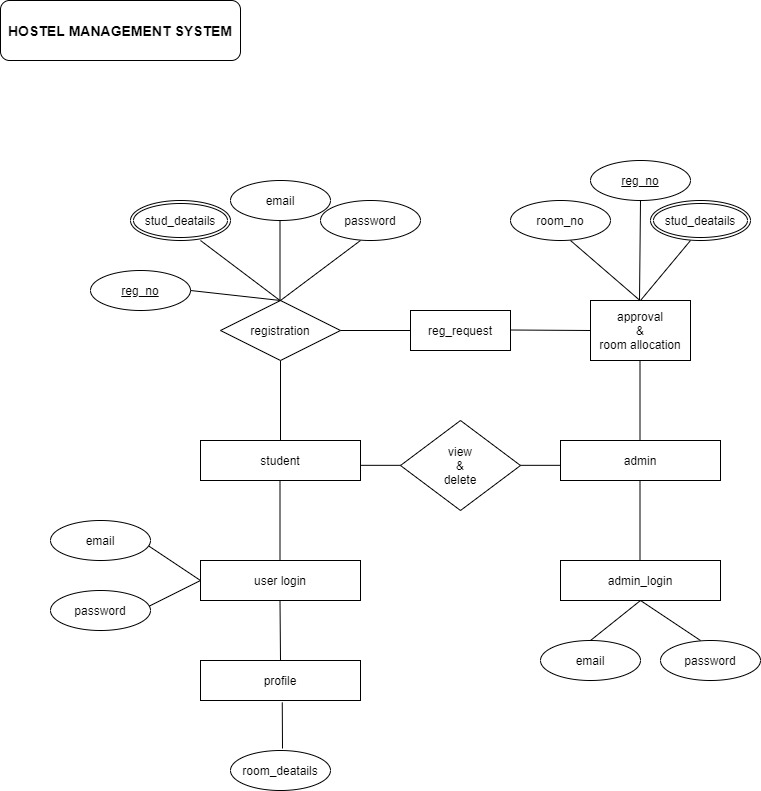 HOSTEL MANAGEMENT SYSTEM
reg_no
email
stud_deatails
password
room_no
stud_deatails
reg_no
registration
reg_request
approval
&
room allocation
student
view
&
delete
admin
email
user login
password
admin_login
profile
email
password
room_deatails